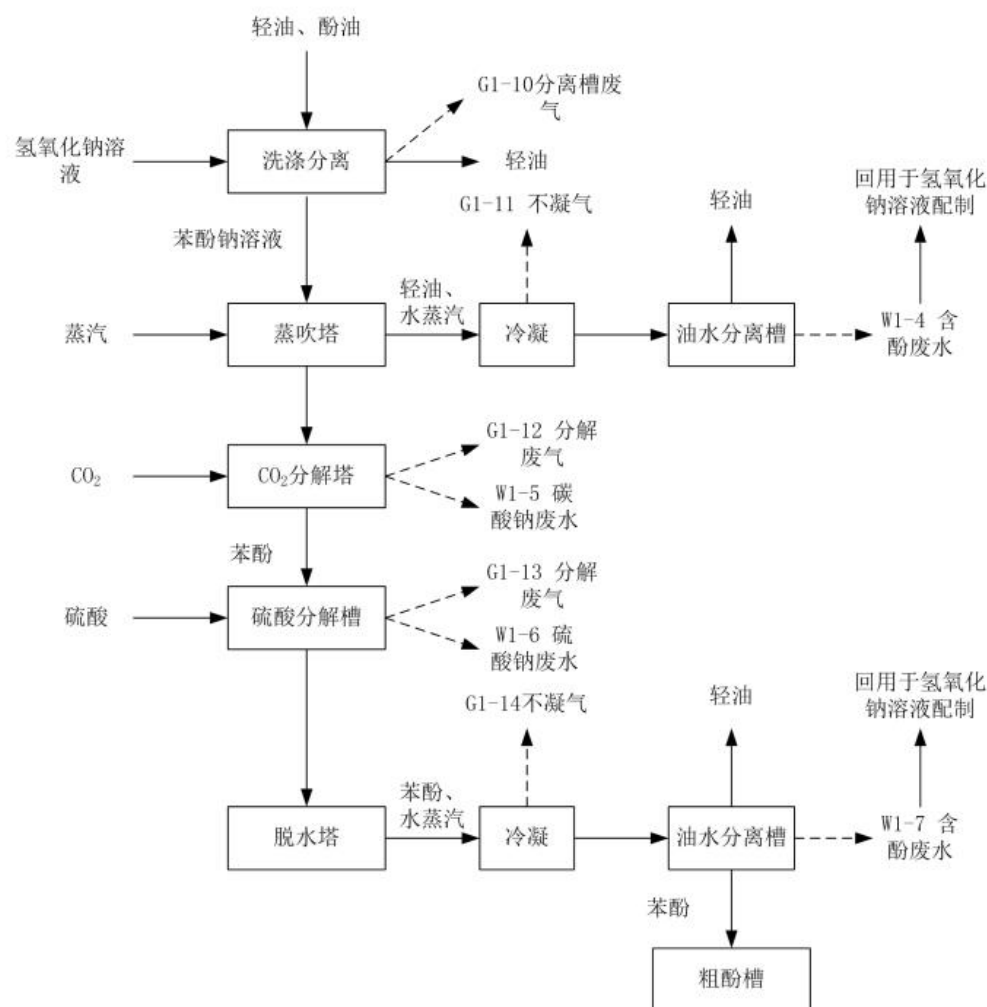 轻油、酚油
G1-10分离槽废
气
氢氧化钠溶
液
洗涤分离
轻油
回用于氢氧化
钠溶液配制
G1-11 不凝气
轻油
苯酚钠溶液
轻油、
水蒸汽
蒸汽
蒸吹塔
冷凝
油水分离槽
W1-4 含
酚废水
G1-12 分解
废气
CO₂
CO₂分解塔
W1-5 碳
酸钠废水
苯酚
G1-13 分解
废气
硫酸
硫酸分解槽
W1-6 硫
酸钠废水
G1-14不凝气
轻油
回用于氢氧化
钠溶液配制
苯酚、
水蒸汽
脱水塔
冷凝
油水分离槽
W1-7 含
酚废水
苯酚
粗酚槽